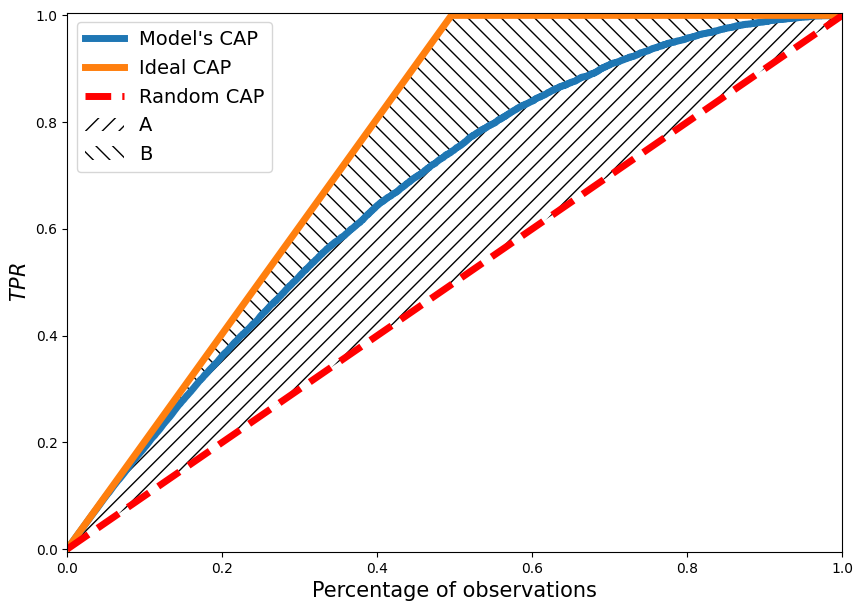 Model's CAP
Ideal CAP
Random CAP
A
B
1.0
0.8
0.6
0.4
0.2
0.0
TPR
0.0 0.2 0.4 0.6 0.8 1.0
Percentage of observations